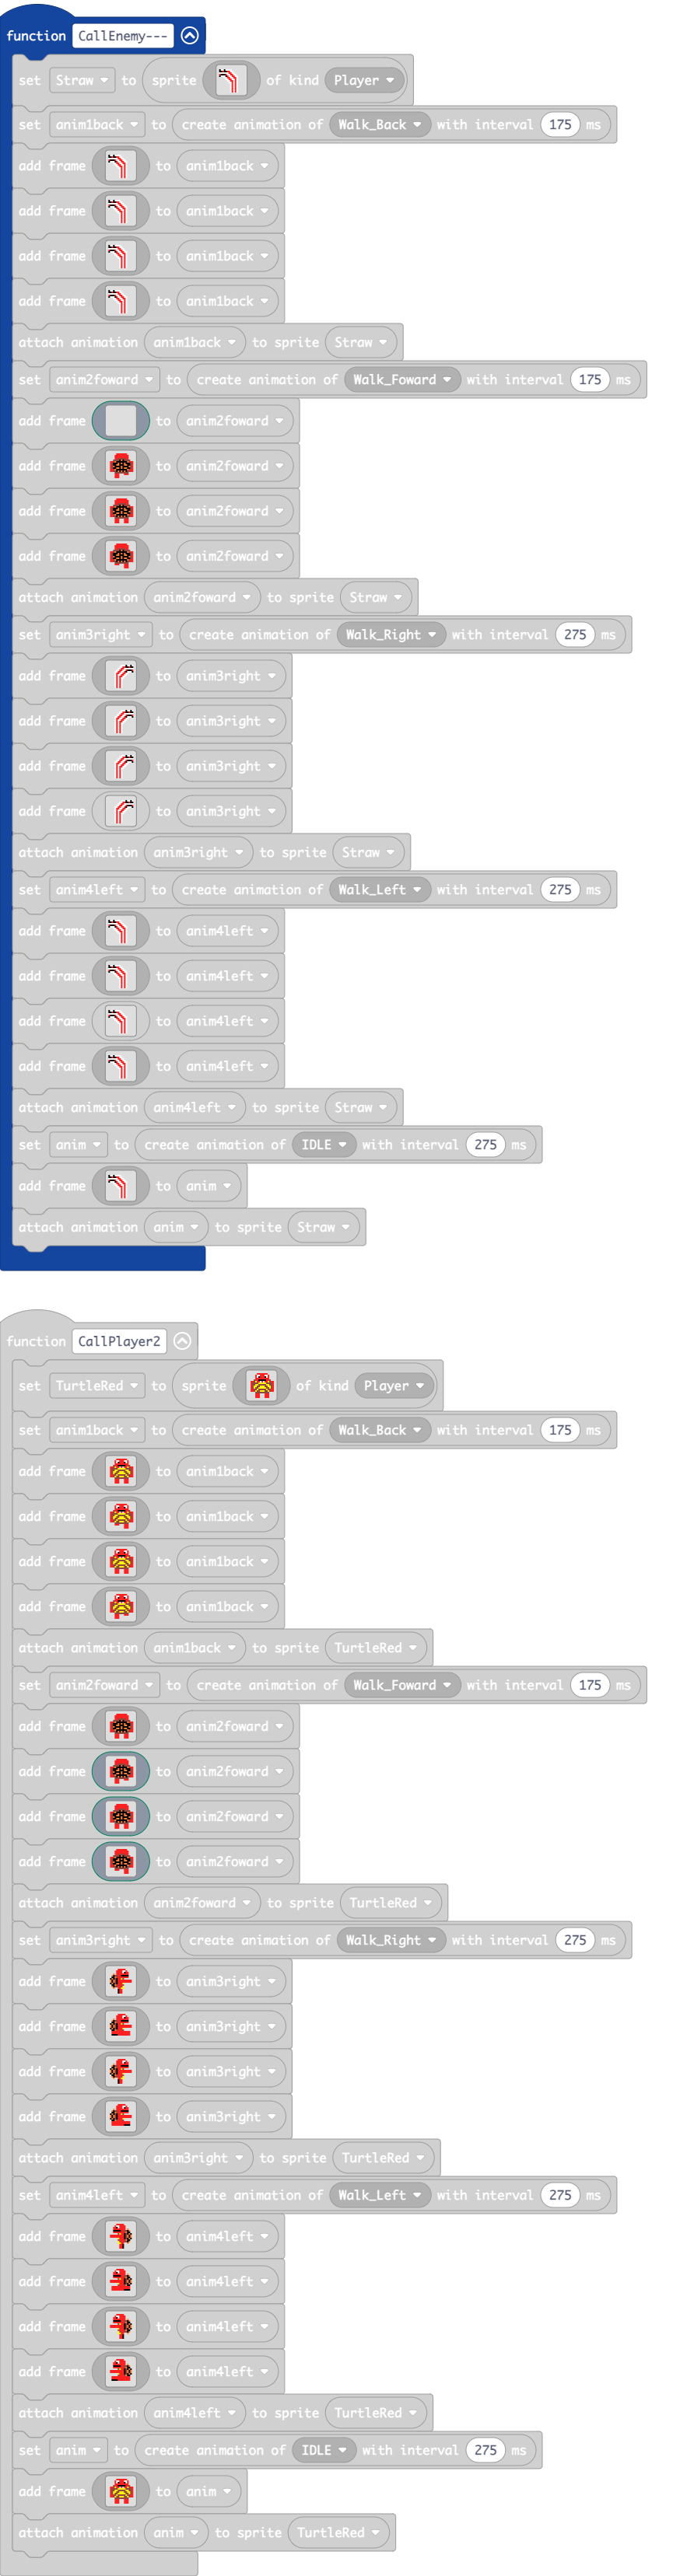 function CallEnemy---
set Straw to sprite of kind Player
set anim1back to create animation of Walk_Back with interval 175 ms
add frame to anim1back
add frame to anim1back
add frame to anim1back
add frame to anim1back
attach animation anim1back to sprite Straw
set anim2foward to create animation of Walk_Foward with interval 175 ms
add frame to anim2foward
add frame to anim2foward
add frame to anim2foward
add frame to anim2foward
attach animation anim2foward to sprite Straw
set anim3right to create animation of Walk_Right with interval 275 ms
add frame to anim3right
add frame to anim3right
add frame to anim3right
add frame to anim3right
attach animation anim3right to sprite Straw
set anim4left to create animation of Walk_Left with interval 275 ms
add frame to anim4left
add frame to anim4left
add frame to anim4left
add frame to anim4left
attach animation anim4left to sprite Straw
set anim to create animation of IDLE with interval 275 ms
add frame to anim
attach animation anim to sprite Straw
function CallPlayer2
set TurtleRed to sprite of kind Player
set anim1back to create animation of Walk_Back with interval 175 ms
add frame to anim1back
add frame to anim1back
add frame to anim1back
add frame to anim1back
attach animation anim1back to sprite TurtleRed
set anim2foward to create animation of Walk_Foward with interval 175 ms
add frame to anim2foward
add frame to anim2foward
add frame to anim2foward
add frame to anim2foward
attach animation anim2foward to sprite TurtleRed
set anim3right to create animation of Walk_Right with interval 275 ms
add frame to anim3right
add frame to anim3right
add frame to anim3right
add frame to anim3right
attach animation anim3right to sprite TurtleRed
set anim4left to create animation of Walk_Left with interval 275 ms
add frame to anim4left
add frame to anim4left
add frame to anim4left
add frame to anim4left
attach animation anim4left to sprite TurtleRed
set anim to create animation of IDLE with interval 275 ms
add frame to anim
attach animation anim to sprite TurtleRed